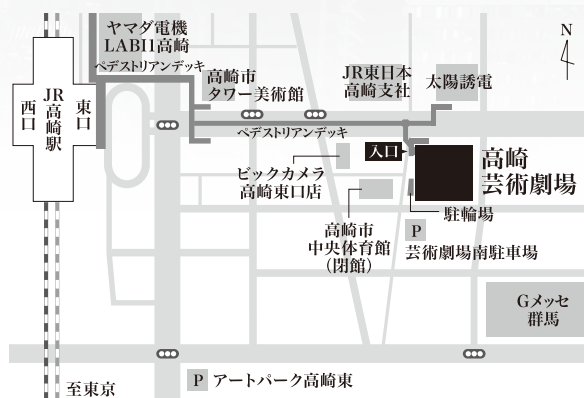 ヤマダ電機
LABI1高崎
ペデストリアンデッキ
N
JR
高崎駅
西口
東口
高崎市
タワー美術館
JR東日本
高崎支社
太陽誘電
ペデストリアンデッキ
入口
高崎
芸術劇場
ビックカメラ
高崎東口店
駐輪場
高崎市
中央体育館
（閉館）
P
芸術劇場南駐車場
Gメッセ
群馬
P アートパーク高崎東
至東京